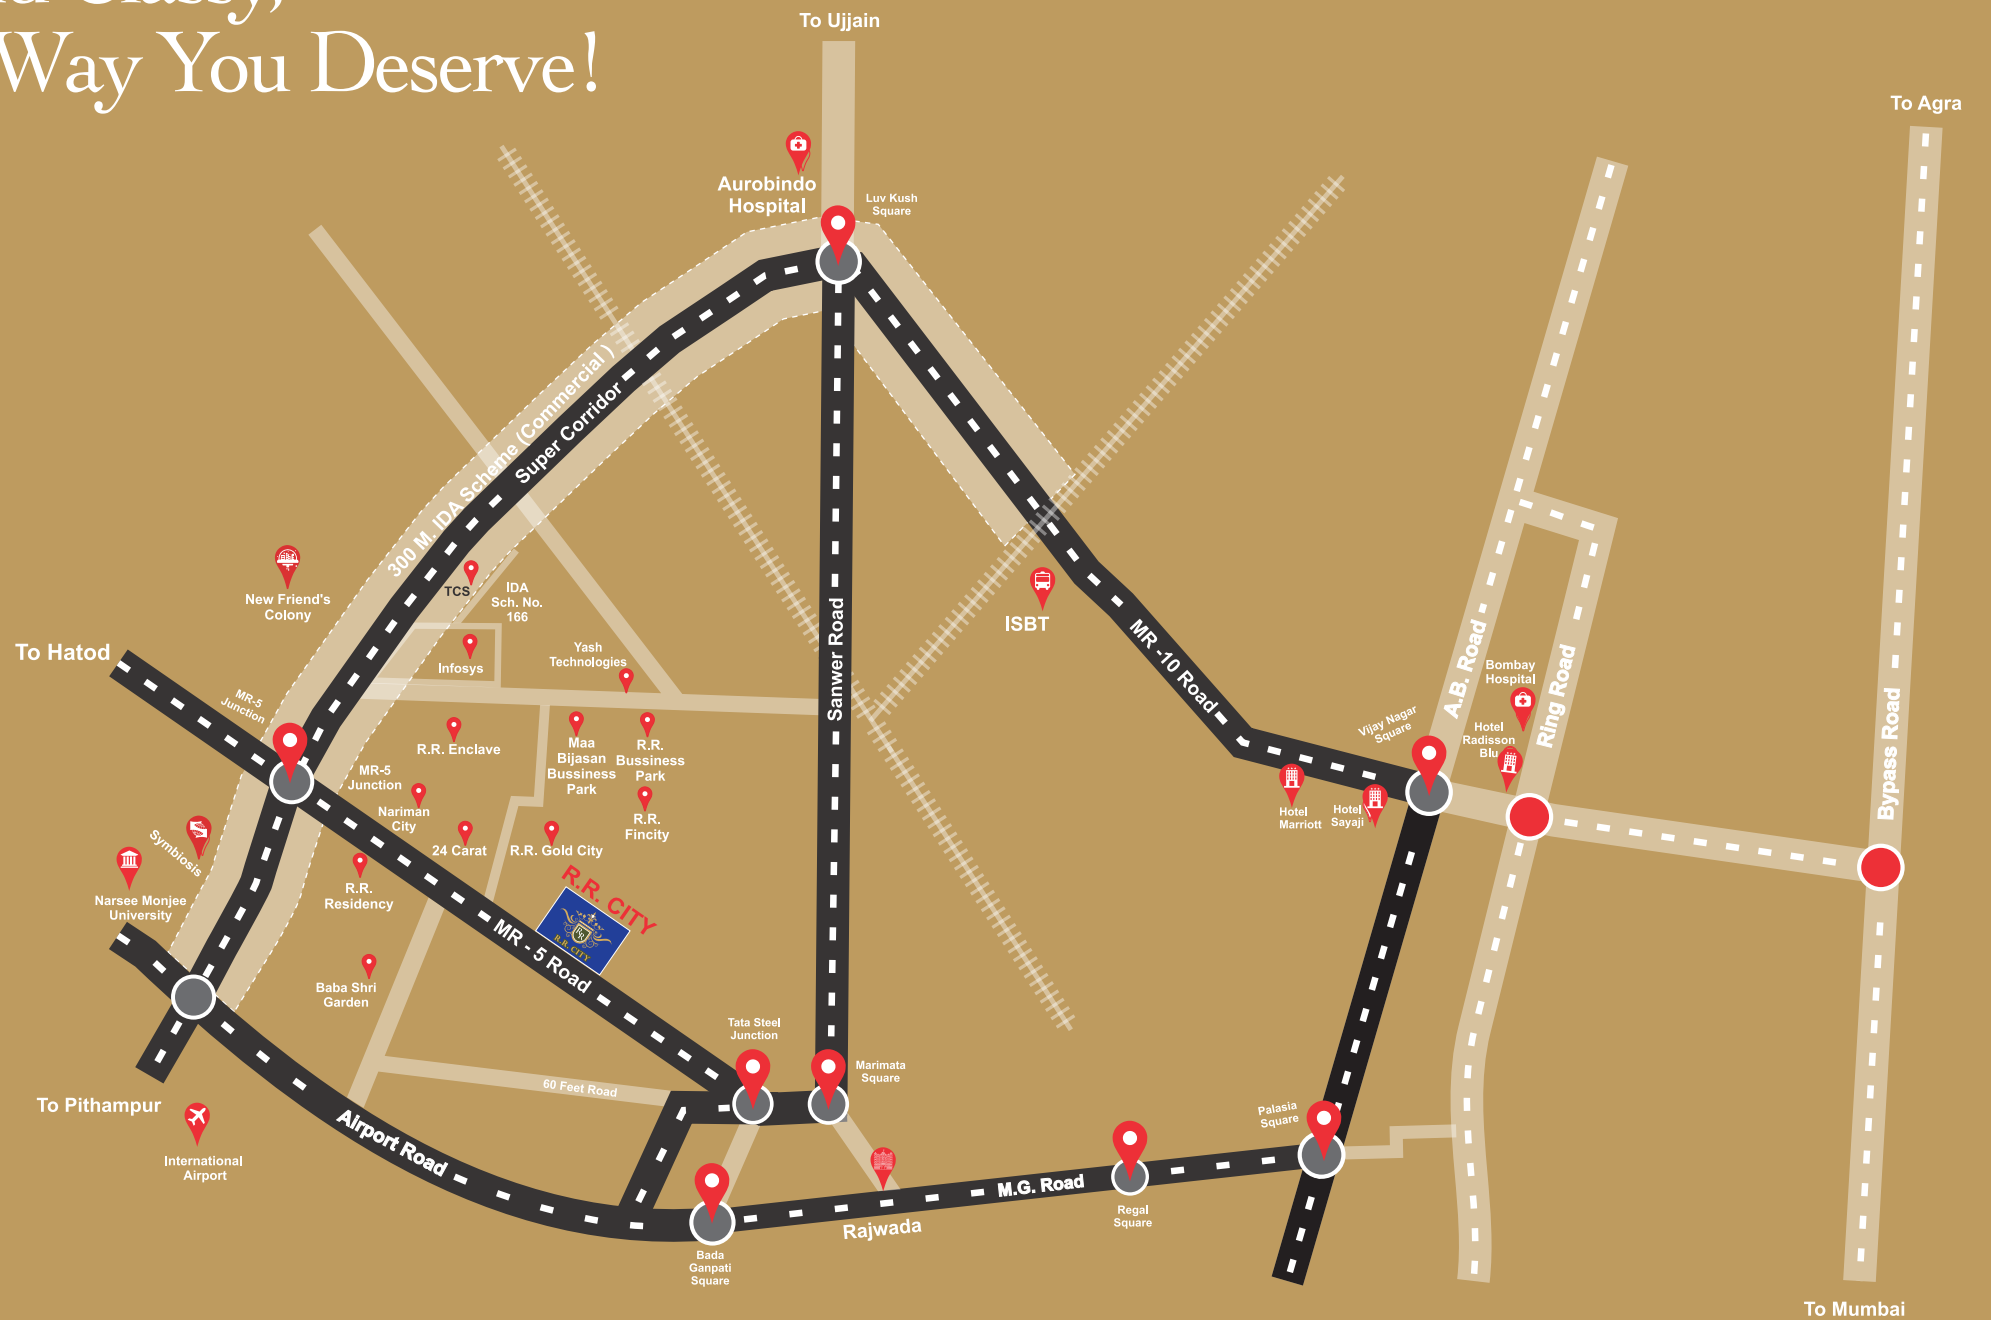 Way You Deserve!
To Ujjain
To Agra
Aurobindo
Hospital
Luv Kush
Square
300 M. IDA Scheme (Commercial )
Super Corridor
New Friend's
Colony
TCS
IDA
Sch. No.
166
Infosys
Yash
Technologies
ISBT
Sanwer Road
MR -10 Road
A.B. Road
Ring Road
Bypass Road
Bombay
Hospital
Hotel
Radisson
Blu
Vijay Nagar
Square
Hotel
Marriott
Hotel
Sayaji
To Hatod
MR-5
Junction
R.R. Enclave
Maa
Bijasan
Bussiness
Park
R.R.
Bussiness
Park
MR-5
Junction
Nariman
City
R.R.
Fincity
24 Carat
R.R. Gold City
Symbiosis
Narsee Monjee
University
R.R.
Residency
R.R. CITY
R.R. CITY
MR - 5 Road
Baba Shri
Garden
Tata Steel
Junction
Marimata
Square
60 Feet Road
To Pithampur
International
Airport
Airport Road
Palasia
Square
M.G. Road
Regal
Square
Rajwada
Bada
Ganpati
Square
To Mumbai